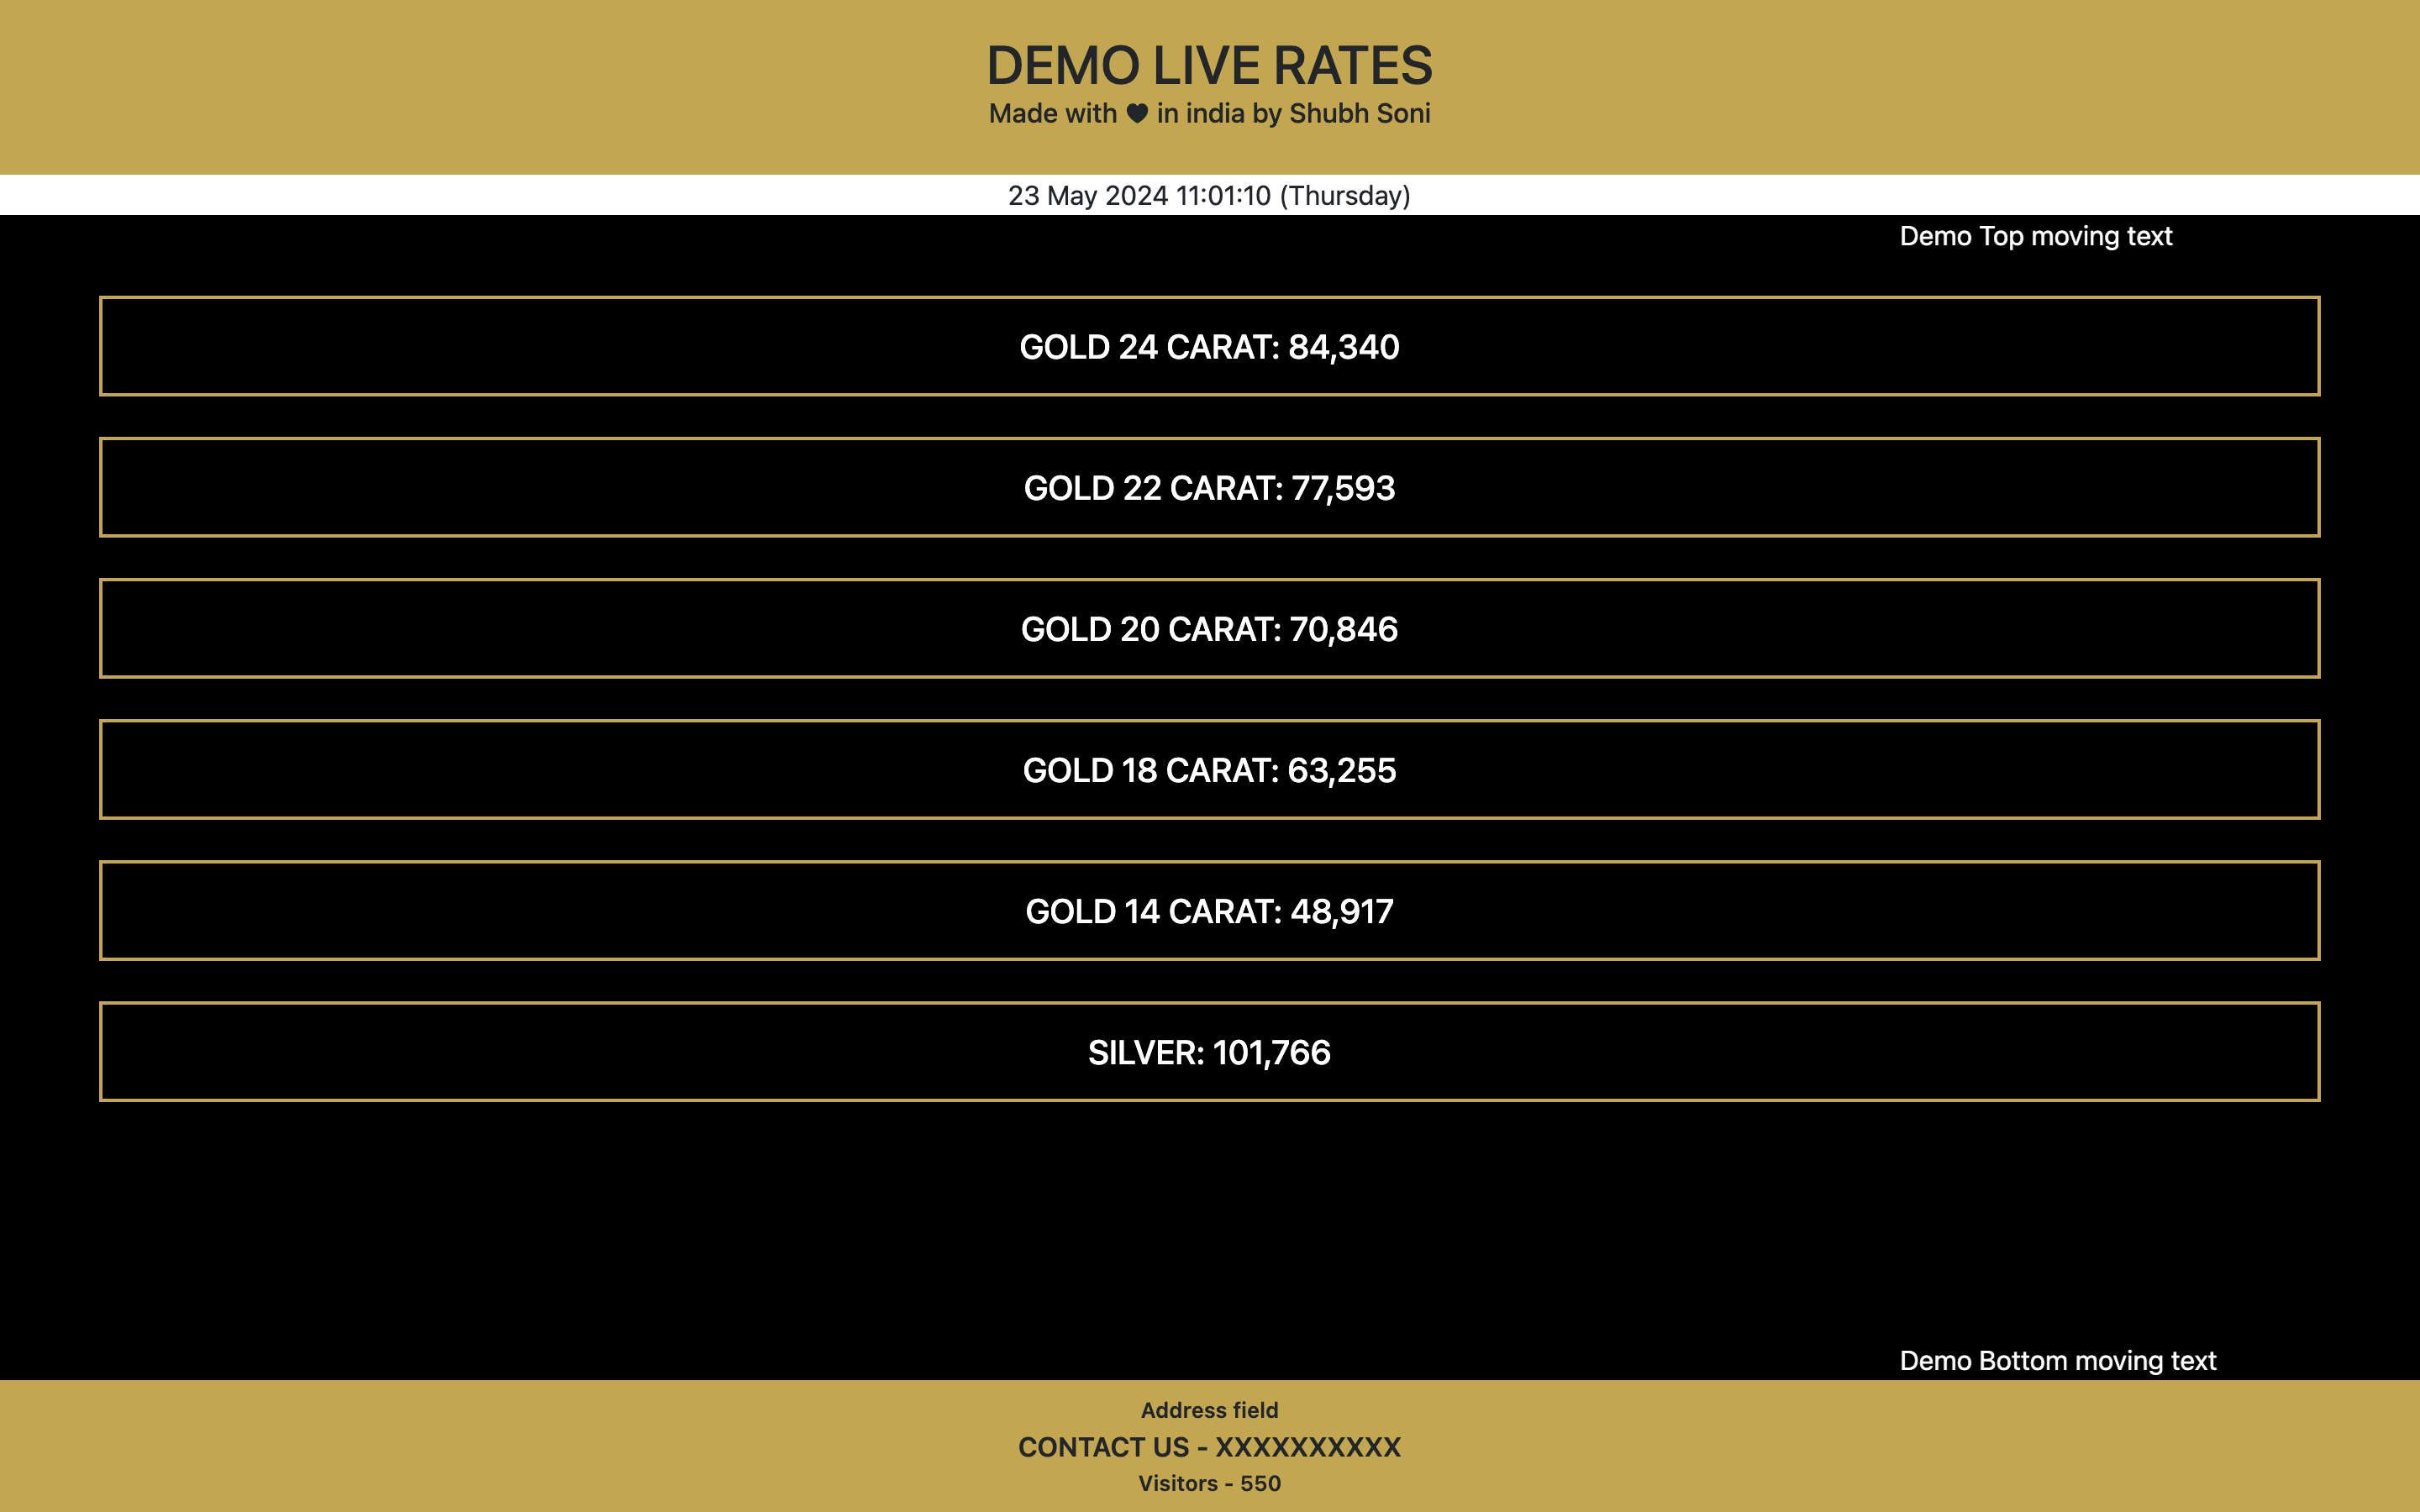 DEMO LIVE RATES
Made with ♥ in india by Shubh Soni
23 May 2024 11:01:10 (Thursday)
Demo Top moving text
GOLD 24 CARAT: 84,340
GOLD 22 CARAT: 77,593
GOLD 20 CARAT: 70,846
GOLD 18 CARAT: 63,255
GOLD 14 CARAT: 48,917
SILVER: 101,766
Demo Bottom moving text
Address field
CONTACT US - XXXXXXXXXX
Visitors - 550